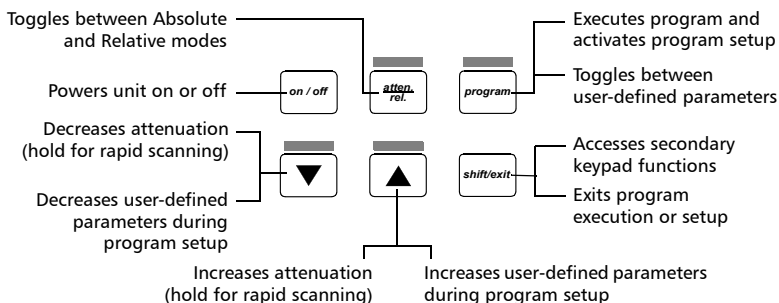 Toggles between Absolute
and Relative modes
Executes program and
activates program setup
Powers unit on or off
on / off
atten.
rel.
program
Toggles between
user-defined parameters
Decreases attenuation
(hold for rapid scanning)
Decreases user-defined
parameters during
program setup
shift/exit
Accesses secondary
keypad functions
Exits program
execution or setup
Increases attenuation
(hold for rapid scanning)
Increases user-defined parameters
during program setup